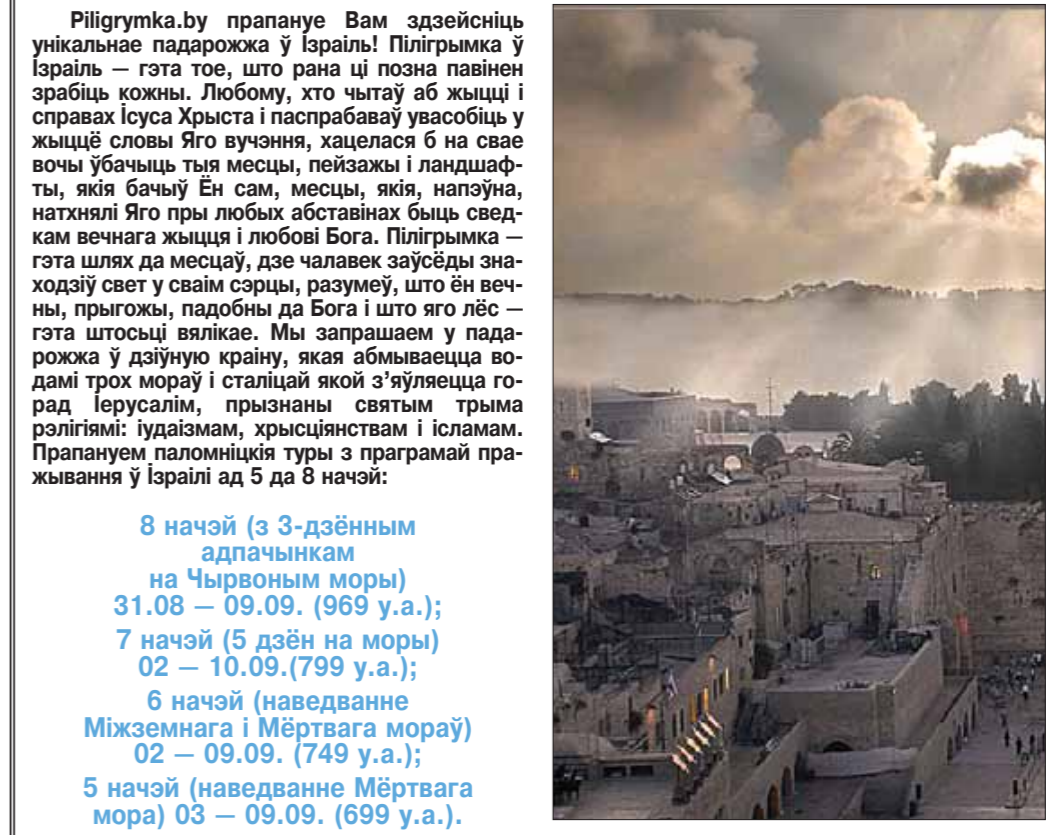 Piligrymka.by прапануе Вам здзейсніць
унікальнае падарожжа ў Ізраіль! Пілігрымка ў
Ізраіль — гэта тое, што рана ці позна павінен
зрабіць кожны. Любому, хто чытаў аб жыцці і
справах Ісуса Хрыста і паспрабаваў увасобіць у
жыццё словы Яго вучэння, хацелася б на свае
вочы ўбачыць тыя месцы, пейзажы і ландшаф-
ты, якія бачыў Ён сам, месцы, якія, напэўна,
натхнялі Яго пры любых абставінах быць свед-
кам вечнага жыцця і любові Бога. Пілігрымка —
гэта шлях да месцаў, дзе чалавек заўсёды зна-
ходзіў свет у сваім сэрцы, разумеў, што ён веч-
ны, прыгожы, падобны да Бога і што яго лёс —
гэта штосьці вялікае. Мы запрашаем у пада-
рожжа ў дзіўную краіну, якая абмываецца во-
дамі трох мораў і сталіцай якой з’яўляецца го-
рад Іерусалім, прызнаны святым трыма
рэлігіямі: іудаізмам, хрысціянствам і ісламам.
Прапануем паломніцкія туры з праграмай пра-
жывання ў Ізраілі ад 5 да 8 начэй:
8 начэй (з 3-дзённым
адпачынкам
на Чырвоным моры)
31.08 — 09.09. (969 у.а.);
7 начэй (5 дзён на моры)
02 — 10.09.(799 у.а.);
6 начэй (наведванне
Міжземнага і Мёртвага мораў)
02 — 09.09. (749 у.а.);
5 начэй (наведванне Мёртвага
мора) 03 — 09.09. (699 у.а.).